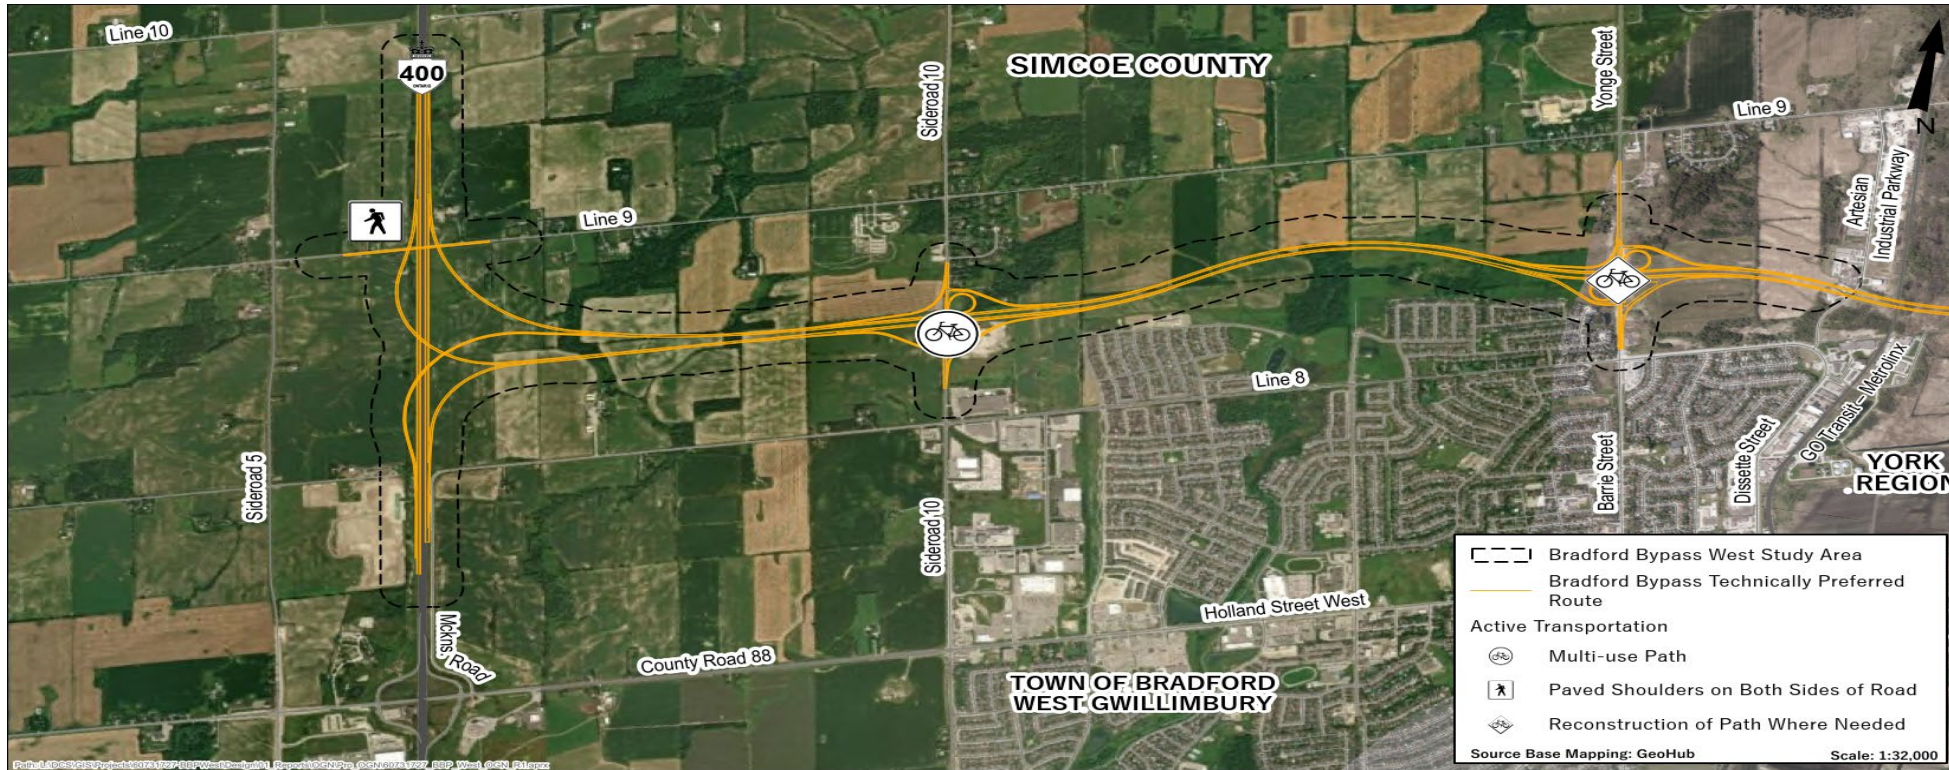 Line 10
400
ONTARIO
SIMCOE COUNTY
Sideroad 10
Yonge Street
Line 9
N
Artesian
Industrial Parkway
Line 9
Line 8
Sideroad 5
Sideroad 10
Barrie Street
Dissette Street
GO Transit – Metrolinx
YORK
REGION
Holland Street West
Mckns.
Road
County Road 88
TOWN OF BRADFORD
WEST GWILLIMBURY
Bradford Bypass West Study Area
Bradford Bypass Technically Preferred
Route
Active Transportation
Multi-use Path
Paved Shoulders on Both Sides of Road
Reconstruction of Path Where Needed
Source Base Mapping: GeoHub
Scale: 1:32,000